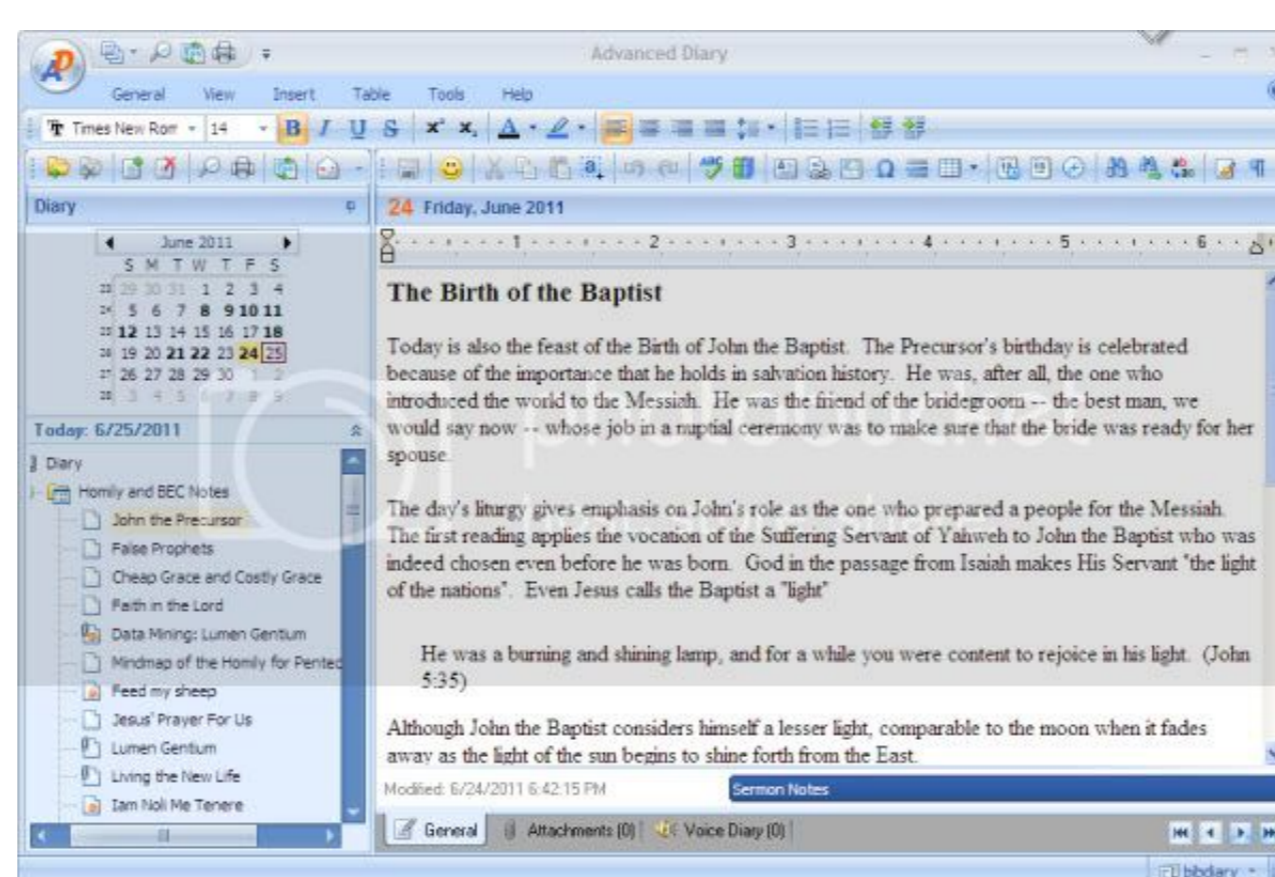 Advanced Diary
General View Insert Table Tools Help
Times New Rom 14 B I U S
Diary
24 Friday, June 2011
June 2011
1 2 3 4 5 6
S M T W T F S
29 30 31 1 2 3 4
5 6 7 8 9 10 11
12 13 14 15 16 17 18
19 20 21 22 23 24 25
26 27 28 29 30 1 2
3 4 5 6 7 8 9
Today: 6/25/2011
Diary
Homily and BEC Notes
John the Precursor
False Prophets
Cheap Grace and Costly Grace
Faith in the Lord
Data Mining: Lumen Gentium
Mindmap of the Homily for Pentec
Feed my sheep
Jesus' Prayer For Us
Lumen Gentium
Living the New Life
Iam Noli Me Tenere
The Birth of the Baptist
Today is also the feast of the Birth of John the Baptist. The Precursor's birthday is celebrated
because of the importance that he holds in salvation history. He was, after all, the one who
introduced the world to the Messiah. He was the friend of the bridegroom -- the best man, we
would say now -- whose job in a nuptial ceremony was to make sure that the bride was ready for her
spouse.
The day's liturgy gives emphasis on John's role as the one who prepared a people for the Messiah.
The first reading applies the vocation of the Suffering Servant of Yahweh to John the Baptist who was
indeed chosen even before he was born. God in the passage from Isaiah makes His Servant "the light
of the nations". Even Jesus calls the Baptist a "light"
He was a burning and shining lamp, and for a while you were content to rejoice in his light. (John
5:35)
Although John the Baptist considers himself a lesser light, comparable to the moon when it fades
away as the light of the sun begins to shine forth from the East.
Modified: 6/24/2011 6:42:15 PM
Sermon Notes
General Attachments (0) Voice Diary (0)
bbdiary